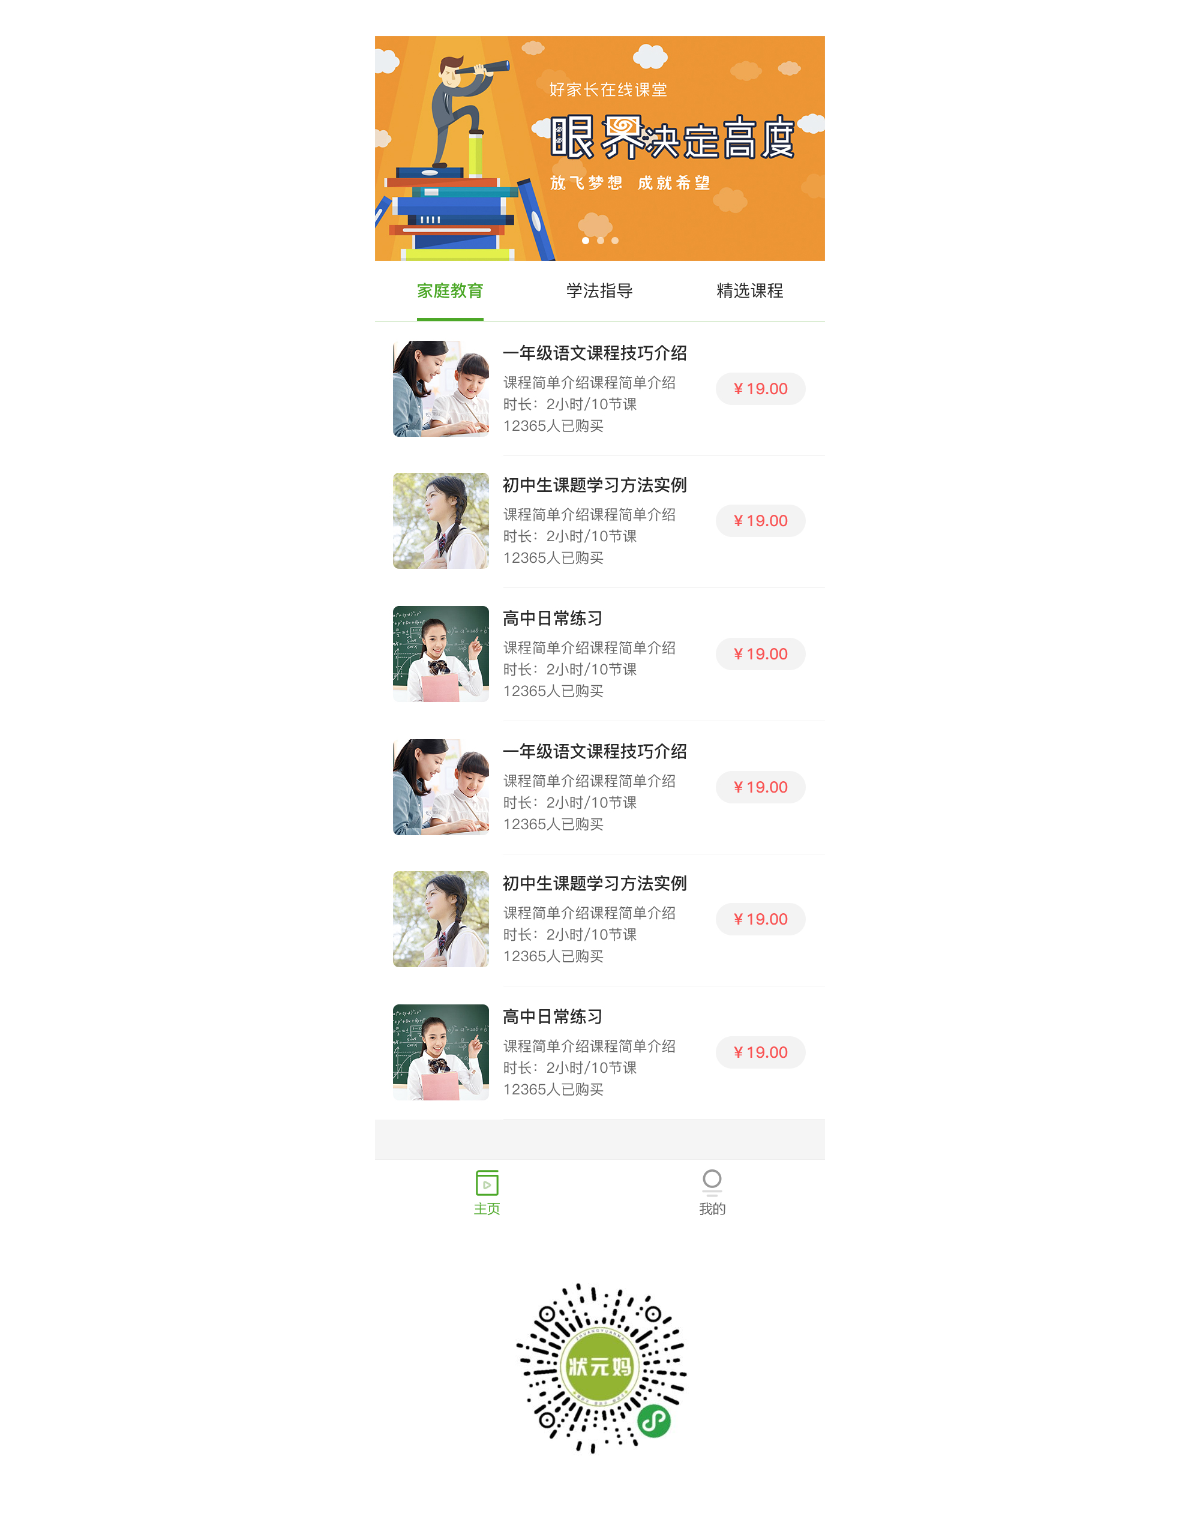 好家长在线课堂
眼界决定高度
放飞梦想 成就希望
家庭教育 学法指导 精选课程
一年级语文课程技巧介绍
课程简单介绍课程简单介绍
¥19.00
时长：2小时/10节课
12365人已购买
初中生课题学习方法实例
课程简单介绍课程简单介绍
¥19.00
时长：2小时/10节课
12365人已购买
高中日常练习
课程简单介绍课程简单介绍
¥19.00
时长：2小时/10节课
12365人已购买
一年级语文课程技巧介绍
课程简单介绍课程简单介绍
¥19.00
时长：2小时/10节课
12365人已购买
初中生课题学习方法实例
课程简单介绍课程简单介绍
¥19.00
时长：2小时/10节课
12365人已购买
高中日常练习
课程简单介绍课程简单介绍
¥19.00
时长：2小时/10节课
12365人已购买
主页 我的
状元妈